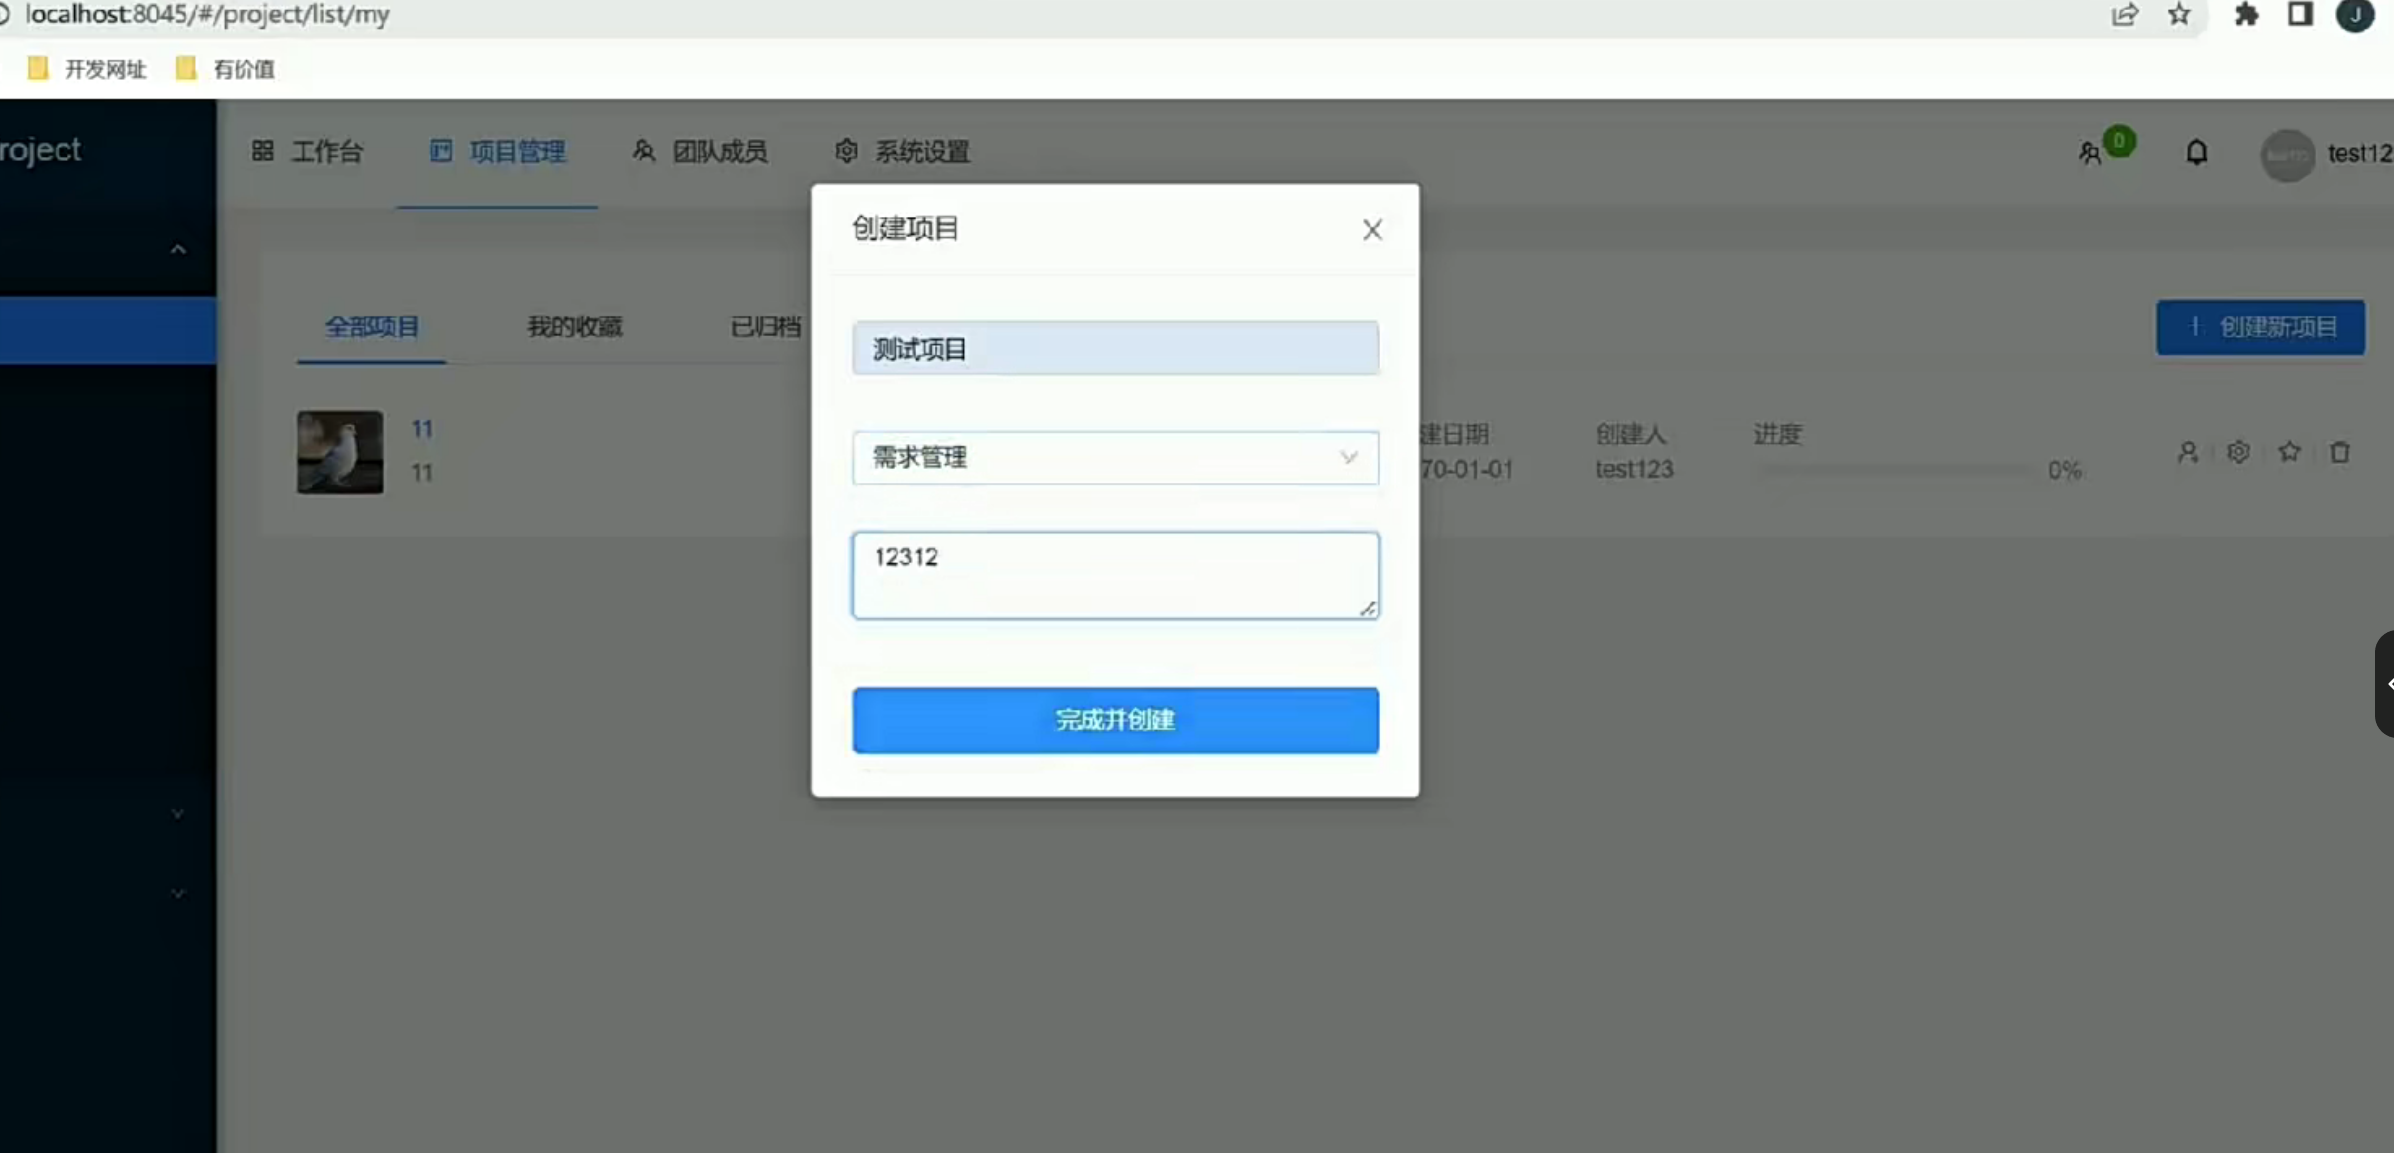 localhost:8045/#/project/list/my
J
开发网址 有价值
roject
工作台 项目管理 团队成员 系统设置
0
test12
创建项目
全部项目 我的收藏 已归档
创建新项目
测试项目
11
11
需求管理
建日期 创建人 进度
70-01-01 test123 0%
12312
完成并创建